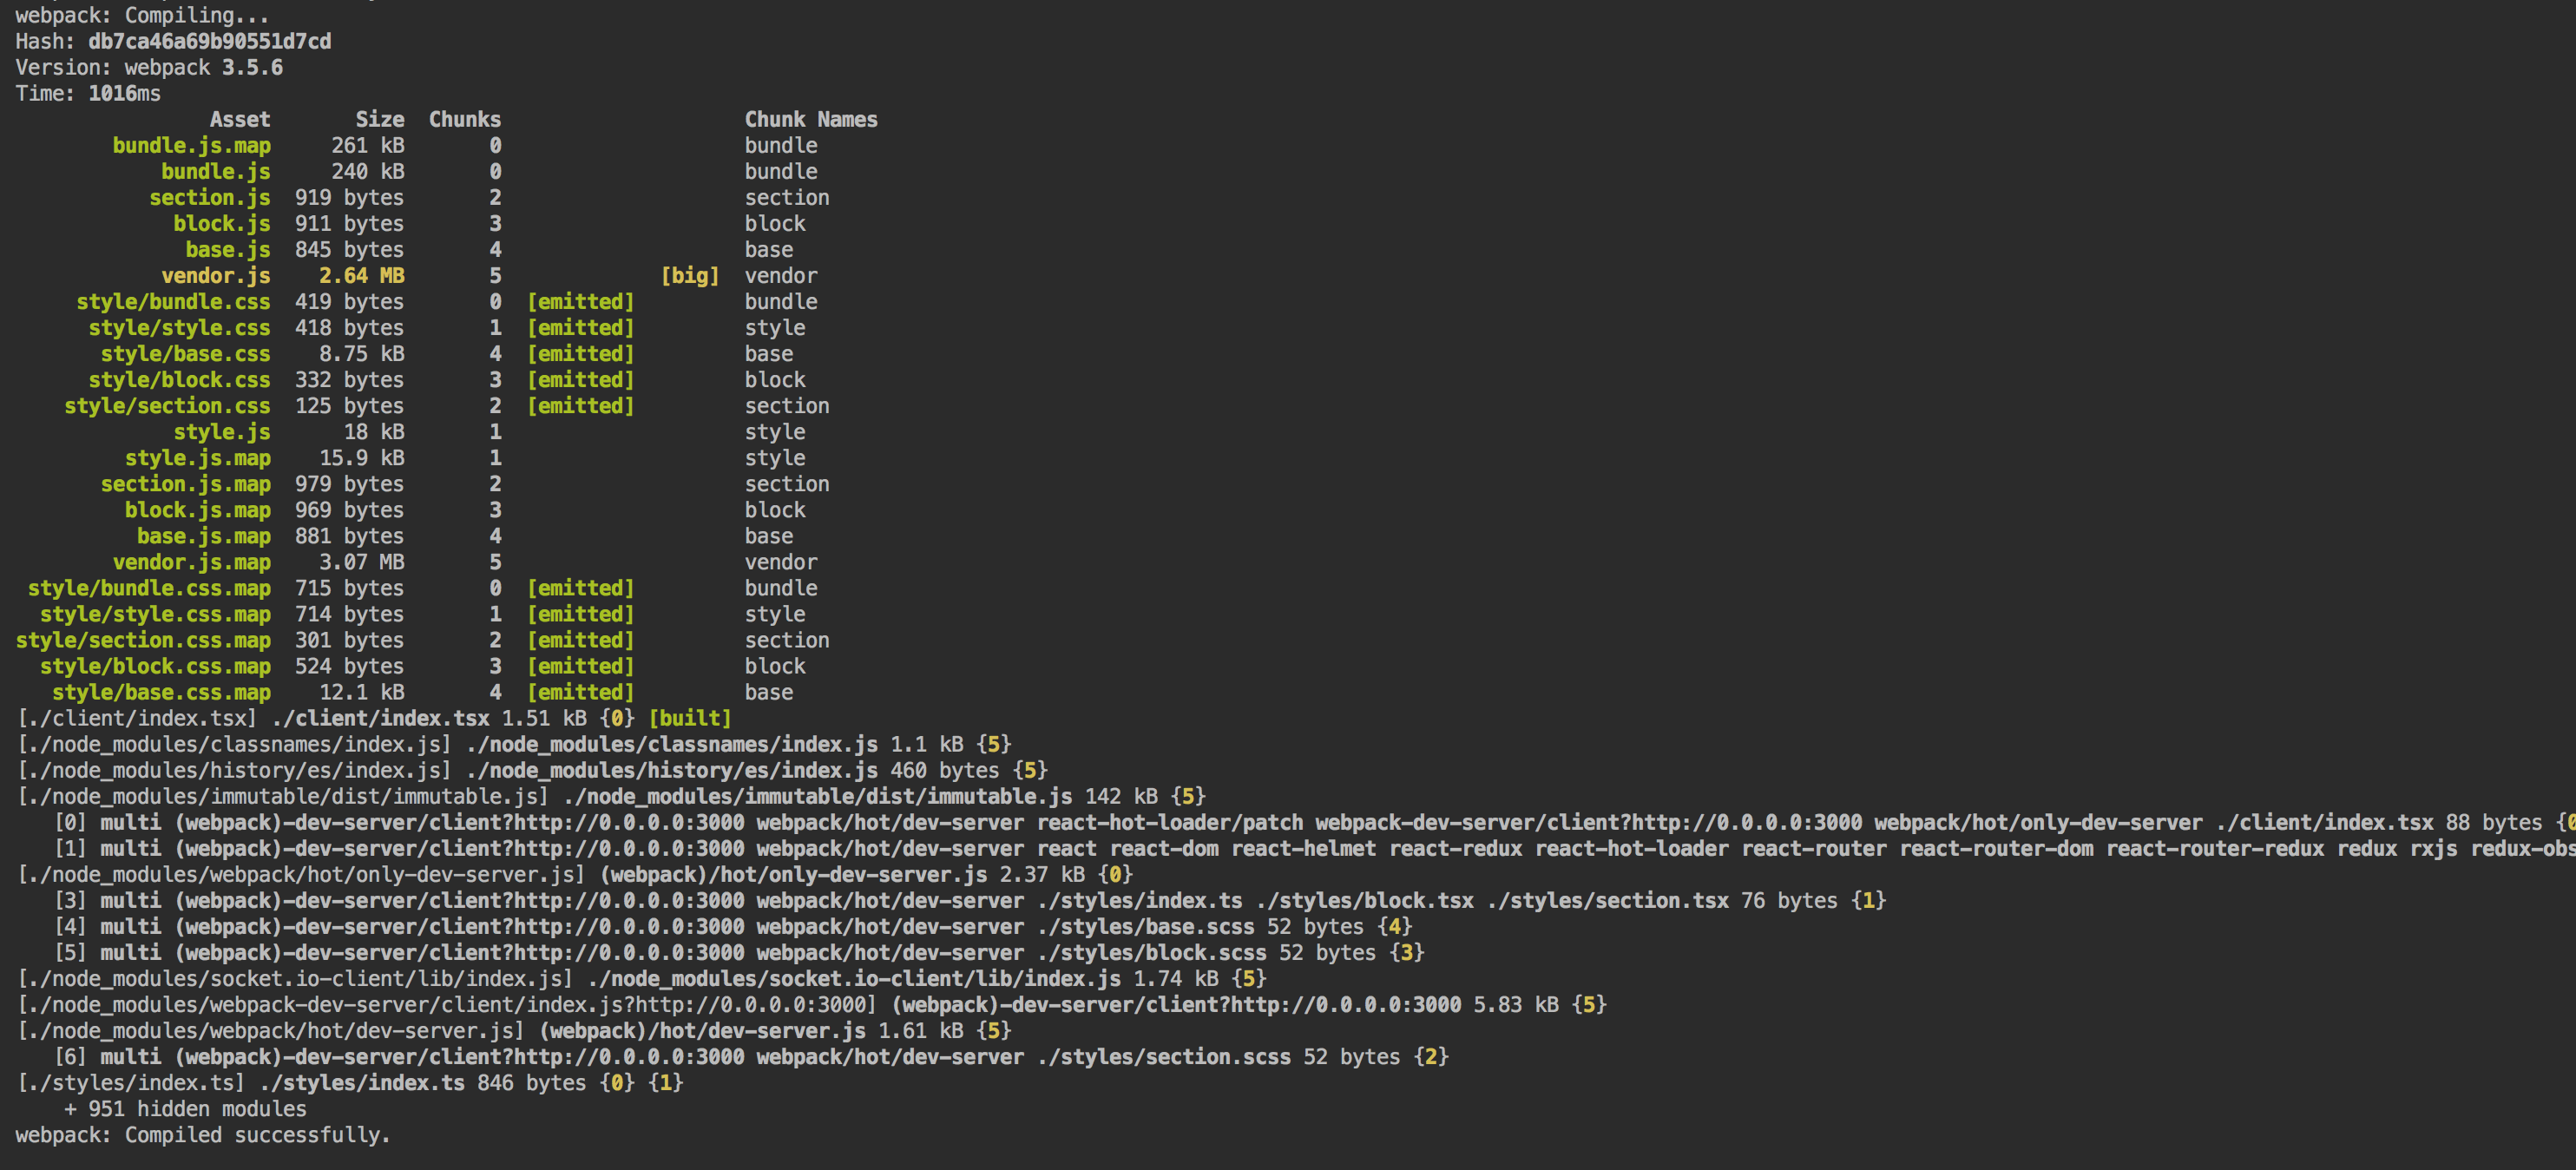 webpack: Compiling...
Hash: db7ca46a69b90551d7cd
Version: webpack 3.5.6
Time: 1016ms
Asset Size Chunks Chunk Names
bundle.js.map 261 kB 0 bundle
bundle.js 240 kB 0 bundle
section.js 919 bytes 2 section
block.js 911 bytes 3 block
base.js 845 bytes 4 base
vendor.js 2.64 MB 5 [big] vendor
style/bundle.css 419 bytes 0 [emitted] bundle
style/style.css 418 bytes 1 [emitted] style
style/base.css 8.75 kB 4 [emitted] base
style/block.css 332 bytes 3 [emitted] block
style/section.css 125 bytes 2 [emitted] section
style.js 18 kB 1 style
style.js.map 15.9 kB 1 style
section.js.map 979 bytes 2 section
block.js.map 969 bytes 3 block
base.js.map 881 bytes 4 base
vendor.js.map 3.07 MB 5 vendor
style/bundle.css.map 715 bytes 0 [emitted] bundle
style/style.css.map 714 bytes 1 [emitted] style
style/section.css.map 301 bytes 2 [emitted] section
style/block.css.map 524 bytes 3 [emitted] block
style/base.css.map 12.1 kB 4 [emitted] base
[./client/index.tsx] ./client/index.tsx 1.51 kB {0} [built]
[./node_modules/classnames/index.js] ./node_modules/classnames/index.js 1.1 kB {5}
[./node_modules/history/es/index.js] ./node_modules/history/es/index.js 460 bytes {5}
[./node_modules/immutable/dist/immutable.js] ./node_modules/immutable/dist/immutable.js 142 kB {5}
[0] multi (webpack)-dev-server/client?http://0.0.0.0:3000 webpack/hot/dev-server react-hot-loader/patch webpack-dev-server/client?http://0.0.0.0:3000 webpack/hot/only-dev-server ./client/index.tsx 88 bytes {0
[1] multi (webpack)-dev-server/client?http://0.0.0.0:3000 webpack/hot/dev-server react react-dom react-helmet react-redux react-hot-loader react-router react-router-dom react-router-redux redux rxjs redux-obs
[./node_modules/webpack/hot/only-dev-server.js] (webpack)/hot/only-dev-server.js 2.37 kB {0}
[3] multi (webpack)-dev-server/client?http://0.0.0.0:3000 webpack/hot/dev-server ./styles/index.ts ./styles/block.tsx ./styles/section.tsx 76 bytes {1}
[4] multi (webpack)-dev-server/client?http://0.0.0.0:3000 webpack/hot/dev-server ./styles/base.scss 52 bytes {4}
[5] multi (webpack)-dev-server/client?http://0.0.0.0:3000 webpack/hot/dev-server ./styles/block.scss 52 bytes {3}
[./node_modules/socket.io-client/lib/index.js] ./node_modules/socket.io-client/lib/index.js 1.74 kB {5}
[./node_modules/webpack-dev-server/client/index.js?http://0.0.0.0:3000] (webpack)-dev-server/client?http://0.0.0.0:3000 5.83 kB {5}
[./node_modules/webpack/hot/dev-server.js] (webpack)/hot/dev-server.js 1.61 kB {5}
[6] multi (webpack)-dev-server/client?http://0.0.0.0:3000 webpack/hot/dev-server ./styles/section.scss 52 bytes {2}
[./styles/index.ts] ./styles/index.ts 846 bytes {0} {1}
+ 951 hidden modules
webpack: Compiled successfully.